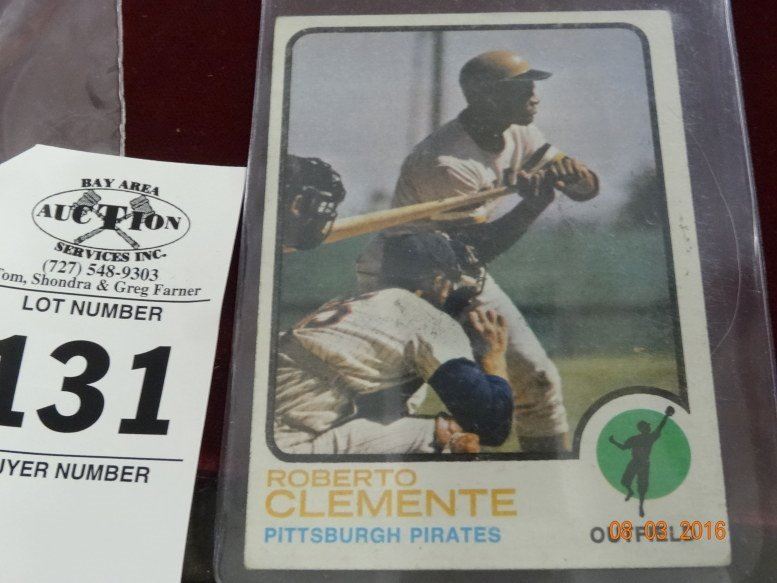 BAY AREA
AUCTION
SERVICES INC.
(727) 548-9303
Tom, Shondra & Greg Farner
LOT NUMBER
131
UYER NUMBER
ROBERTO
CLEMENTE
PITTSBURGH PIRATES
OUTFIELD
08-03-2016